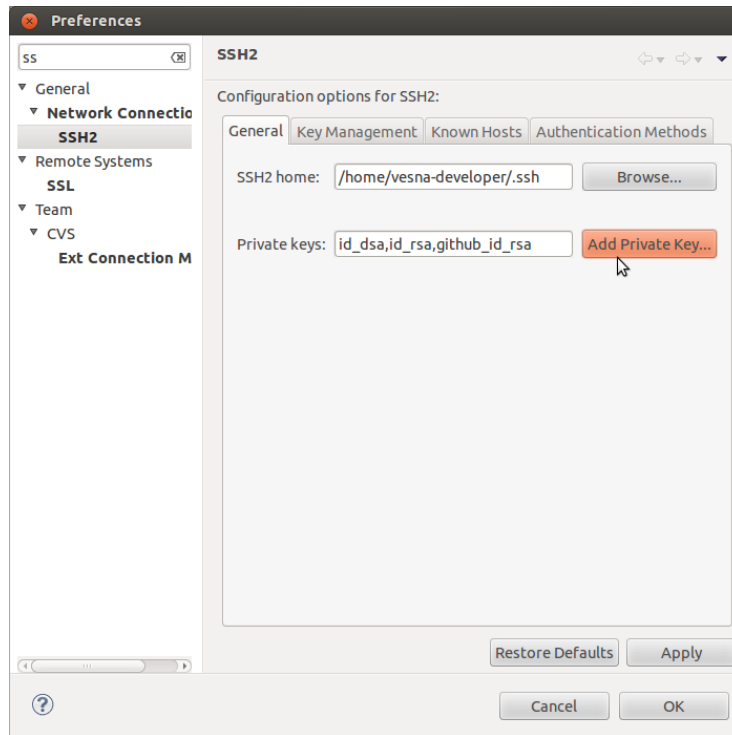 Preferences
ss
General
Network Connectio
SSH2
Remote Systems
SSL
Team
CVS
Ext Connection M
SSH2
Configuration options for SSH2:
General Key Management Known Hosts Authentication Methods
SSH2 home: /home/vesna-developer/.ssh Browse...
Private keys: id_dsa,id_rsa,github_id_rsa Add Private Key...
Restore Defaults Apply
? Cancel OK